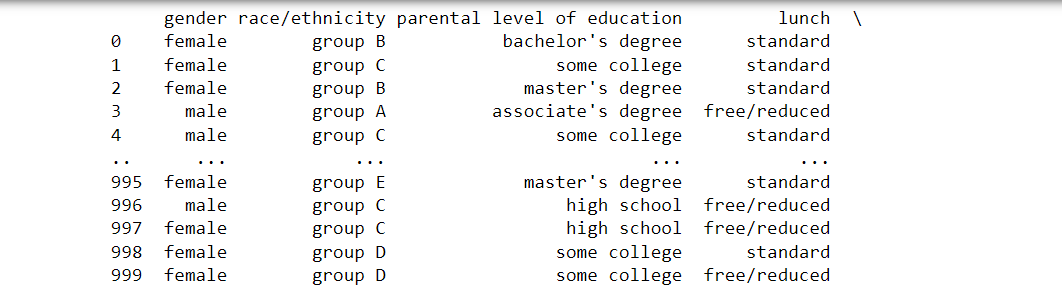 gender race/ethnicity parental level of education lunch \
0 female group B bachelor's degree standard
1 female group C some college standard
2 female group B master's degree standard
3 male group A associate's degree free/reduced
4 male group C some college standard
.. ... ... ... ...
995 female group E master's degree standard
996 male group C high school free/reduced
997 female group C high school free/reduced
998 female group D some college standard
999 female group D some college free/reduced